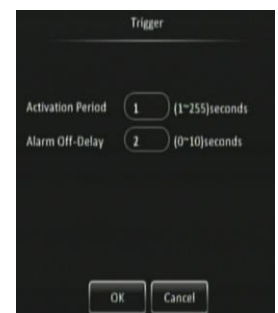 Trigger
Activation Period 1 (1~255)seconds
Alarm Off-Delay 2 (0~10)seconds
OK Cancel